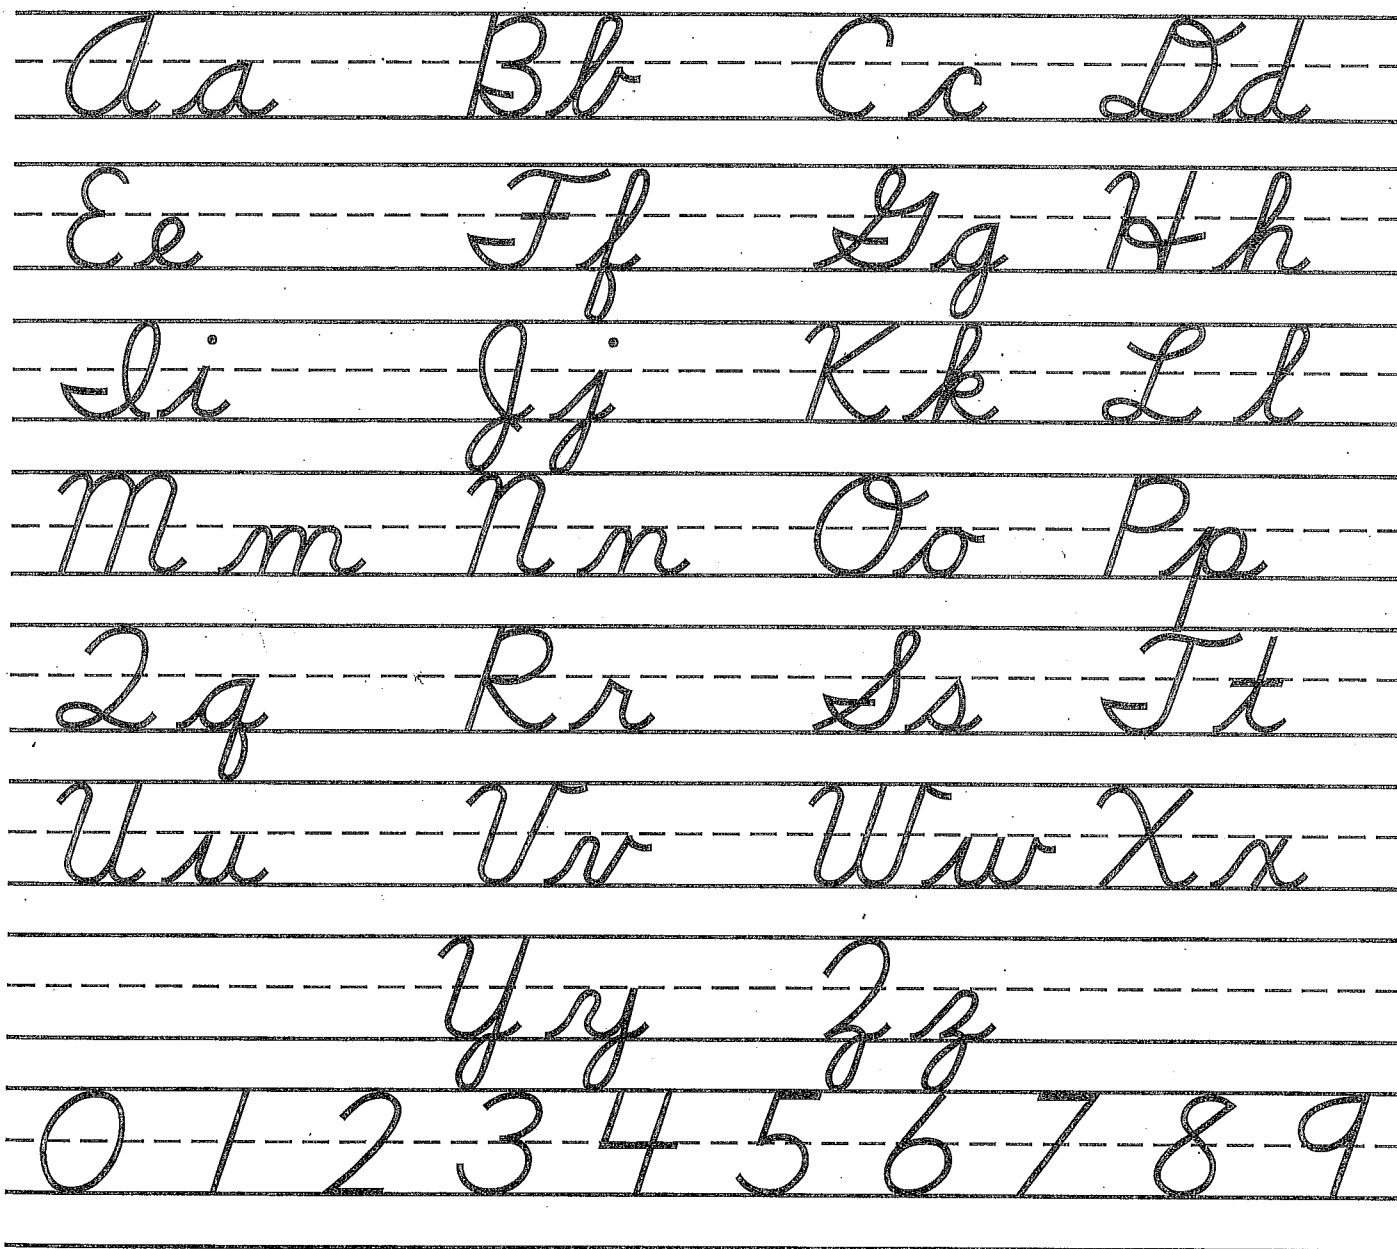 Aa Bb Cc Dd
Ee Ff Gg Hh
Ii Jj Kk Ll
Mm Nn Oo Pp
Qq Rr Ss Tt
Uu Vv Ww Xx
Yy Zz
0 1 2 3 4 5 6 7 8 9